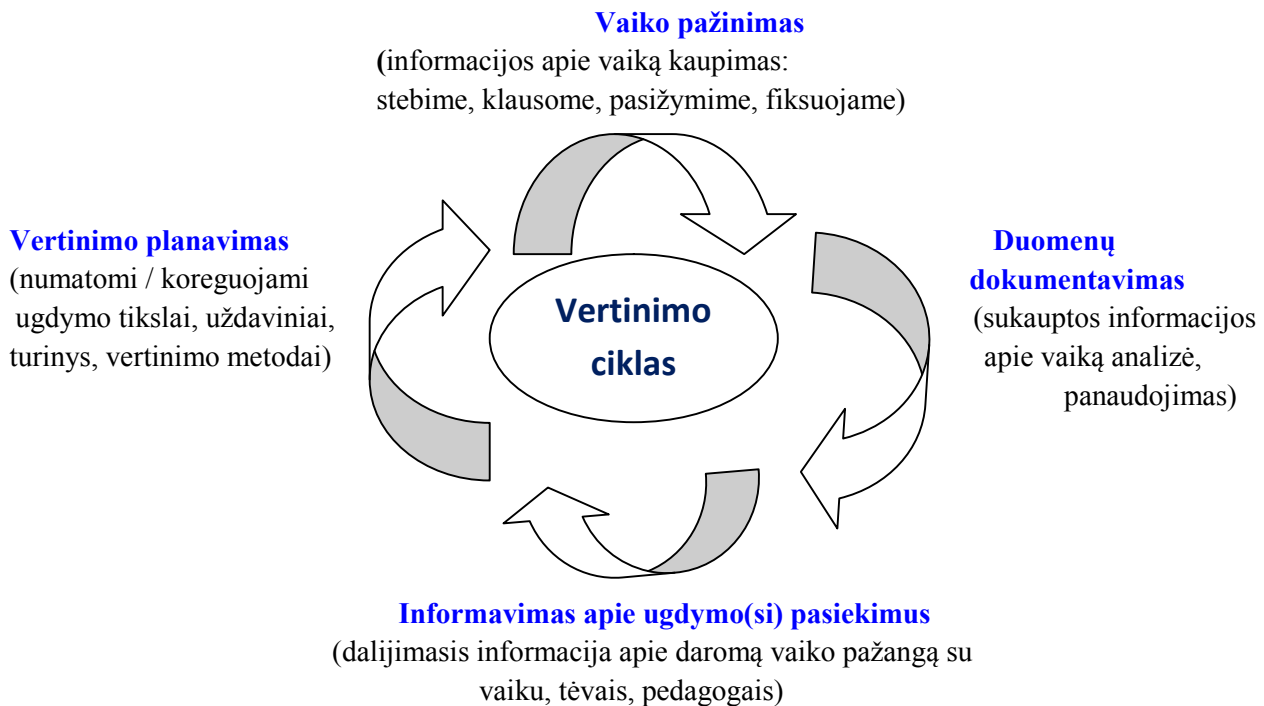 Vaiko pažinimas
(informacijos apie vaiką kaupimas:
stebime, klausome, pasižymime, fiksuojame)
Vertinimo planavimas
(numatomi / koreguojami
ugdymo tikslai, uždaviniai,
turinys, vertinimo metodai)
Vertinimo
ciklas
Duomenų
dokumentavimas
(sukauptos informacijos
apie vaiką analizė,
panaudojimas)
Informavimas apie ugdymo(si) pasiekimus
(dalijimasis informacija apie daromą vaiko pažangą su
vaiku, tėvais, pedagogais)